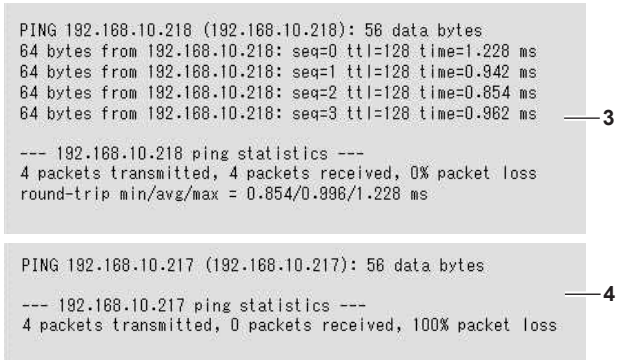 PING 192.168.10.218 (192.168.10.218): 56 data bytes
64 bytes from 192.168.10.218: seq=0 ttl=128 time=1.228 ms
64 bytes from 192.168.10.218: seq=1 ttl=128 time=0.942 ms
64 bytes from 192.168.10.218: seq=2 ttl=128 time=0.854 ms
64 bytes from 192.168.10.218: seq=3 ttl=128 time=0.962 ms
3
--- 192.168.10.218 ping statistics ---
4 packets transmitted, 4 packets received, 0% packet loss
round-trip min/avg/max = 0.854/0.996/1.228 ms
PING 192.168.10.217 (192.168.10.217): 56 data bytes
4
--- 192.168.10.217 ping statistics ---
4 packets transmitted, 0 packets received, 100% packet loss